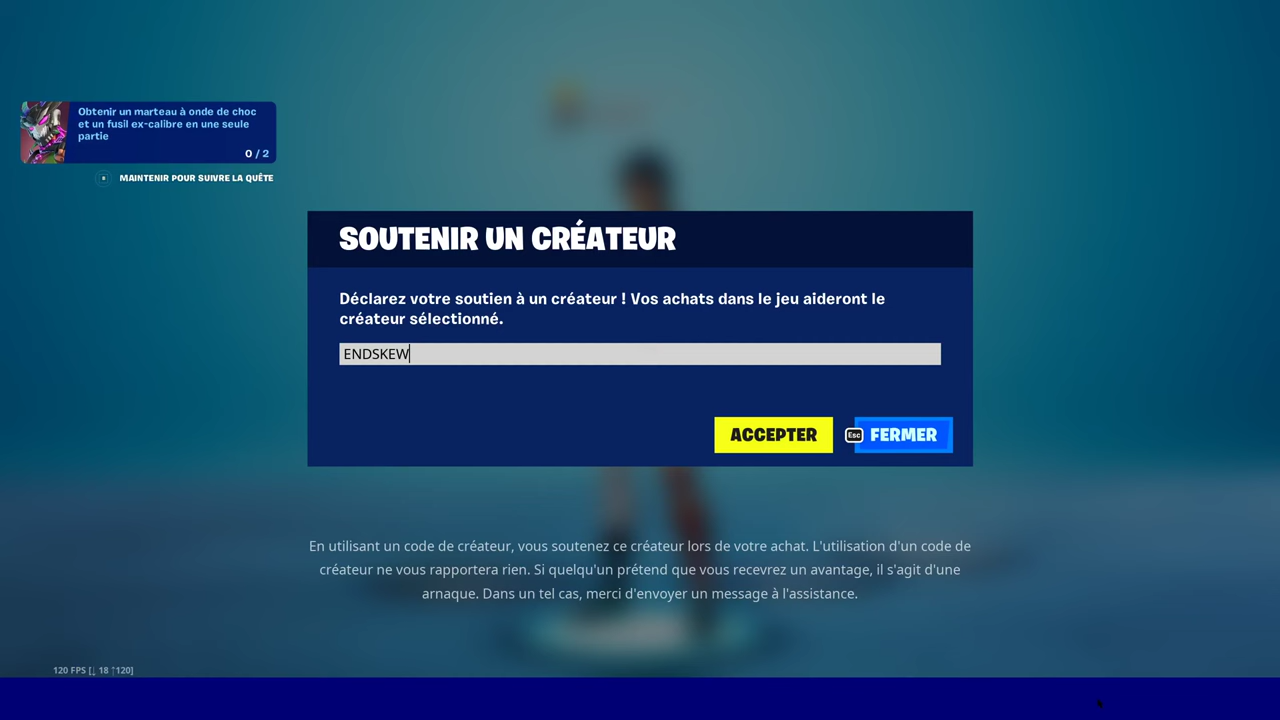 Obtenir un marteau à onde de choc
et un fusil ex-calibre en une seule
partie
0 / 2
MAINTENIR POUR SUIVRE LA QUÊTE
SOUTENIR UN CRÉATEUR
Déclarez votre soutien à un créateur ! Vos achats dans le jeu aideront le
créateur sélectionné.
ENDSKEW
ACCEPTER
Esc FERMER
En utilisant un code de créateur, vous soutenez ce créateur lors de votre achat. L'utilisation d'un code de
créateur ne vous rapportera rien. Si quelqu'un prétend que vous recevrez un avantage, il s'agit d'une
arnaque. Dans un tel cas, merci d'envoyer un message à l'assistance.
120 FPS [↓ 18 ↑120]